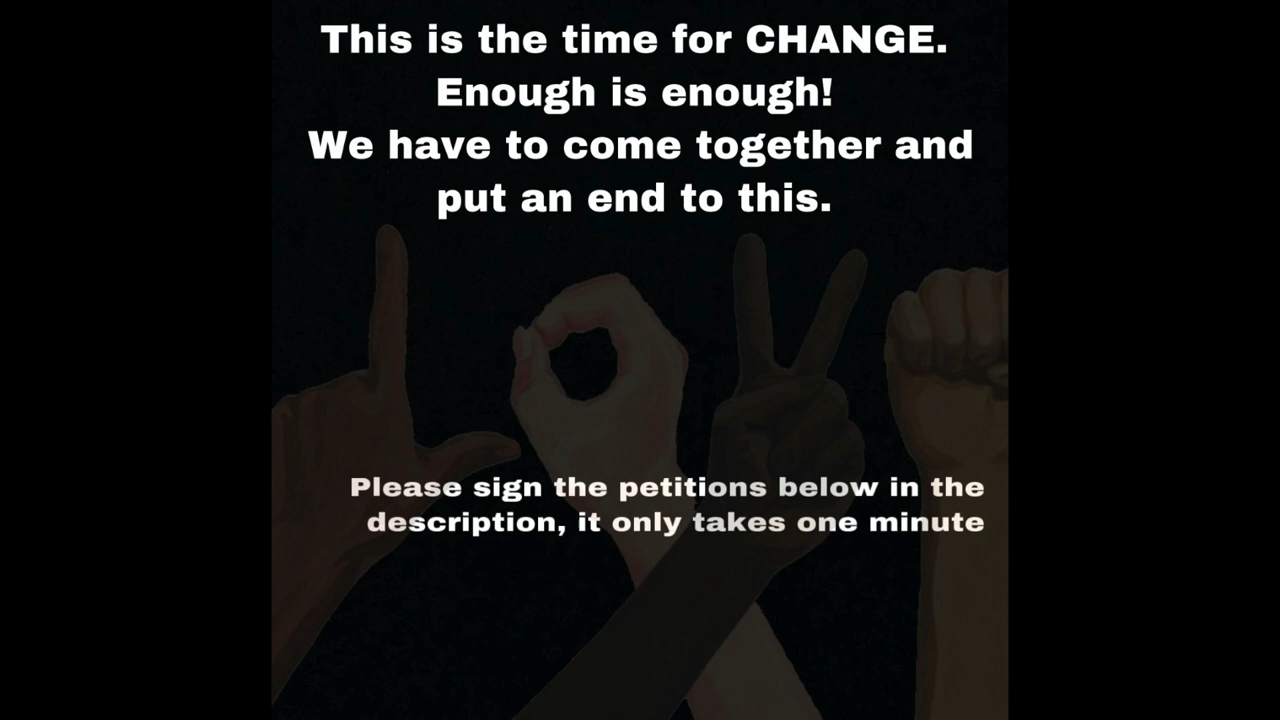 This is the time for CHANGE.
Enough is enough!
We have to come together and
put an end to this.
Please sign the petitions below in the
description, it only takes one minute